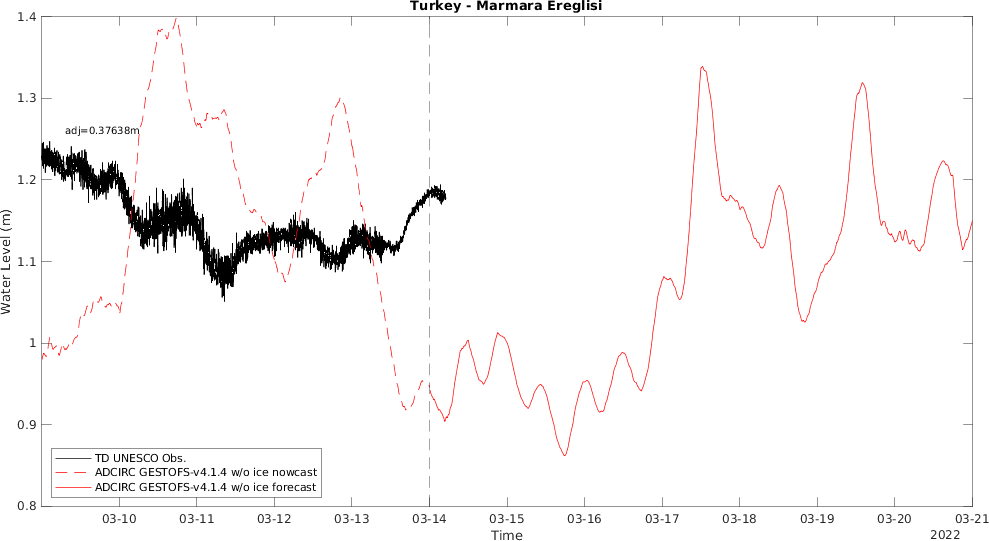 Turkey - Marmara Ereglisi
1.4
1.3
1.2
1.1
1
0.9
0.8
Water Level (m)
adj=0.37638m
TD UNESCO Obs.
ADCIRC GESTOFS-v4.1.4 w/o ice nowcast
ADCIRC GESTOFS-v4.1.4 w/o ice forecast
03-10 03-11 03-12 03-13 03-14 03-15 03-16 03-17 03-18 03-19 03-20 03-21
Time
2022